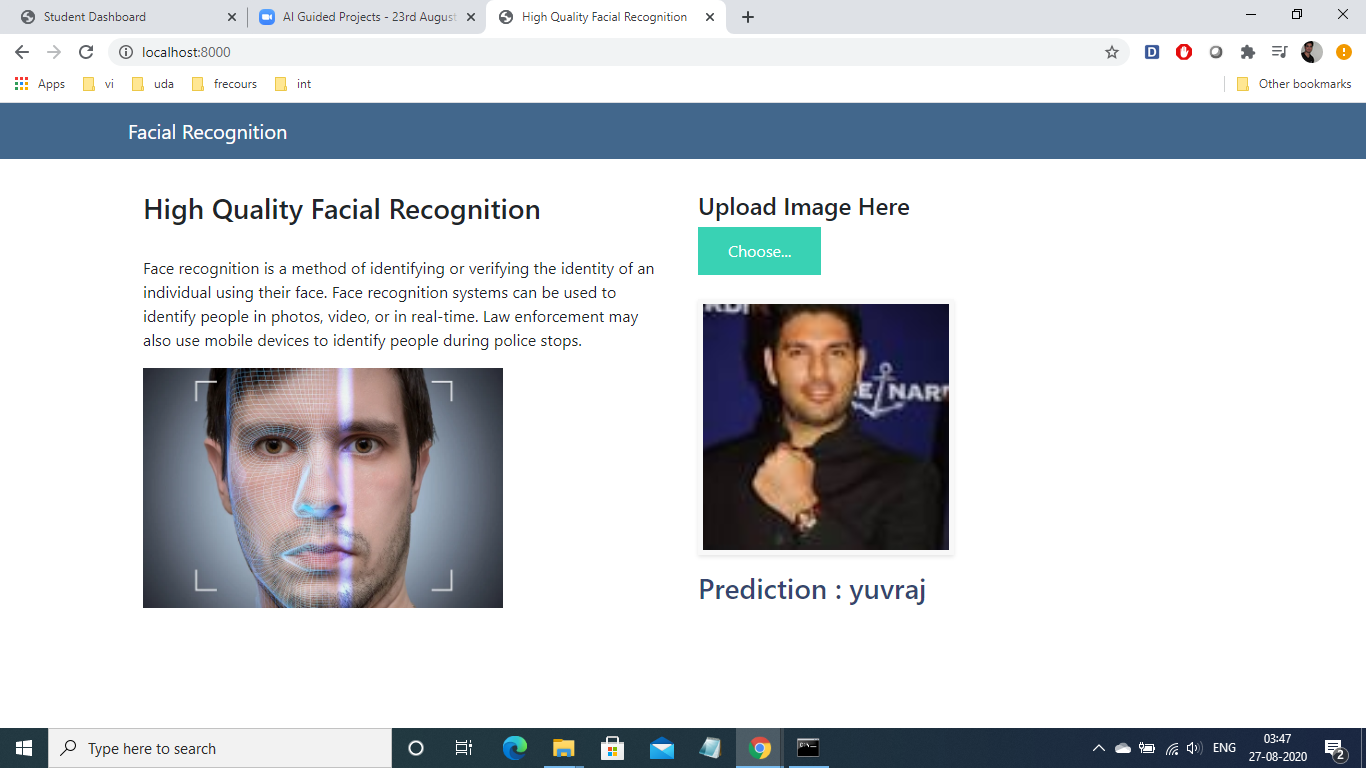 Student Dashboard
AI Guided Projects - 23rd August
High Quality Facial Recognition
localhost:8000
Apps
vi
uda
frecours
int
Other bookmarks
Facial Recognition
High Quality Facial Recognition
Face recognition is a method of identifying or verifying the identity of an
individual using their face. Face recognition systems can be used to
identify people in photos, video, or in real-time. Law enforcement may
also use mobile devices to identify people during police stops.
Upload Image Here
Choose...
NAR
Prediction : yuvraj
Type here to search
ENG
03:47
27-08-2020
2